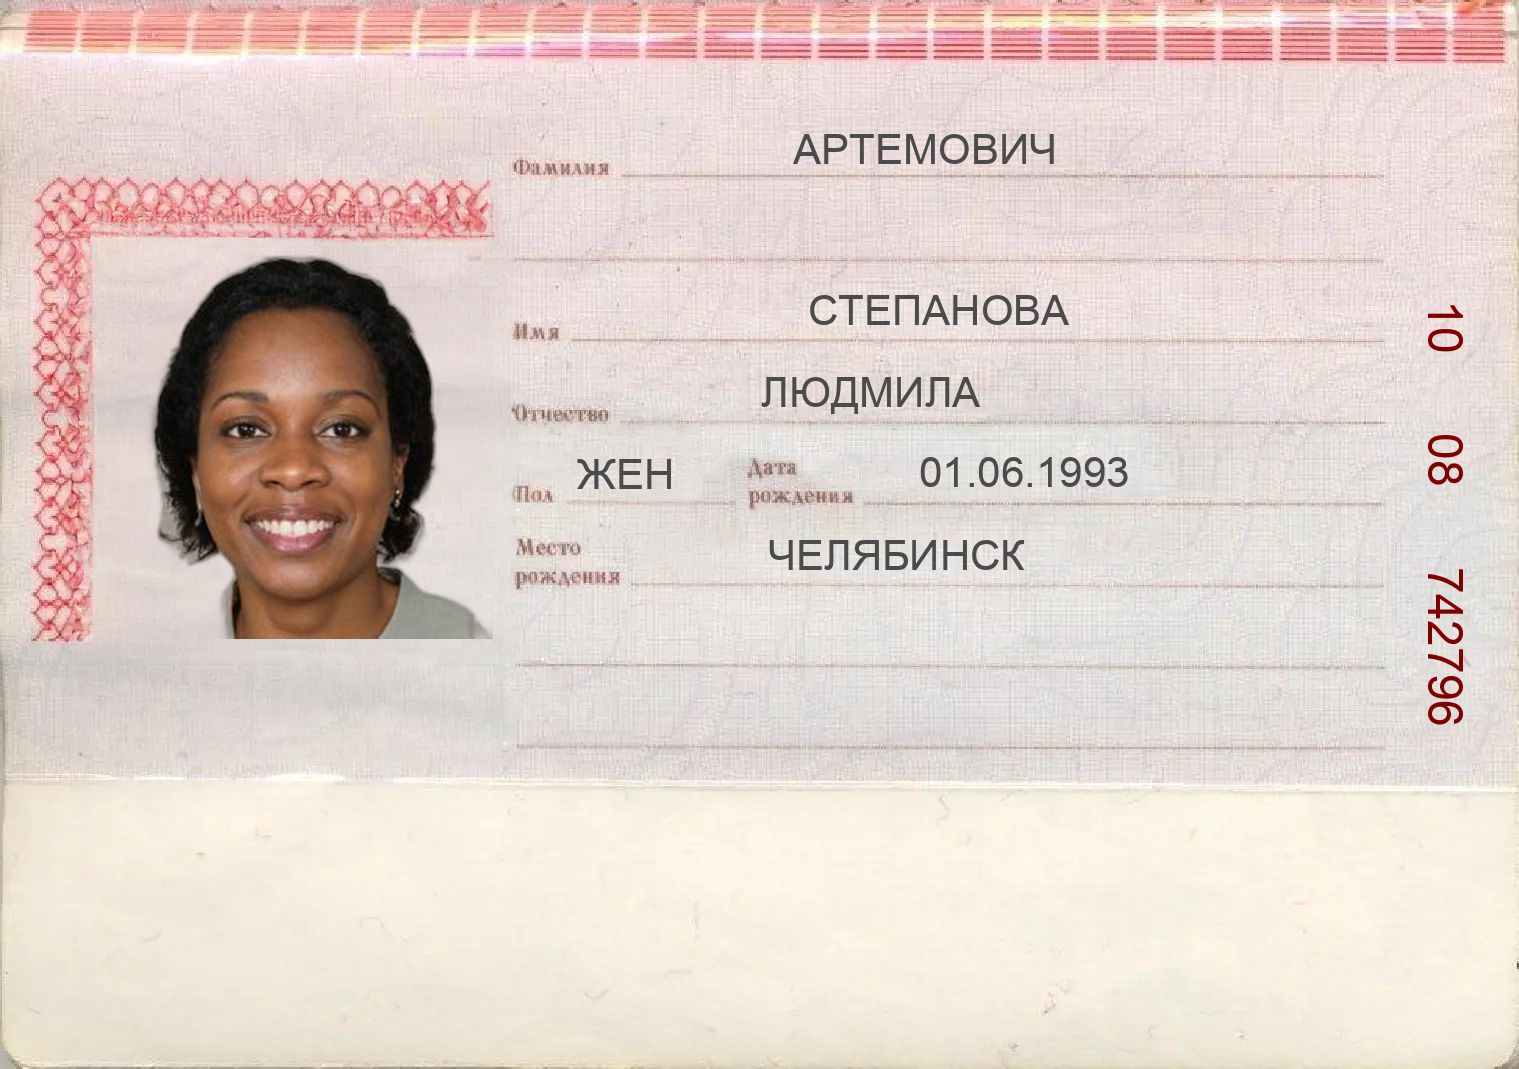 Фамилия АРТЕМОВИЧ
Имя СТЕПАНОВА
Отчество ЛЮДМИЛА
Пол ЖЕН Дата рождения 01.06.1993
Место рождения ЧЕЛЯБИНСК
10 08 742796